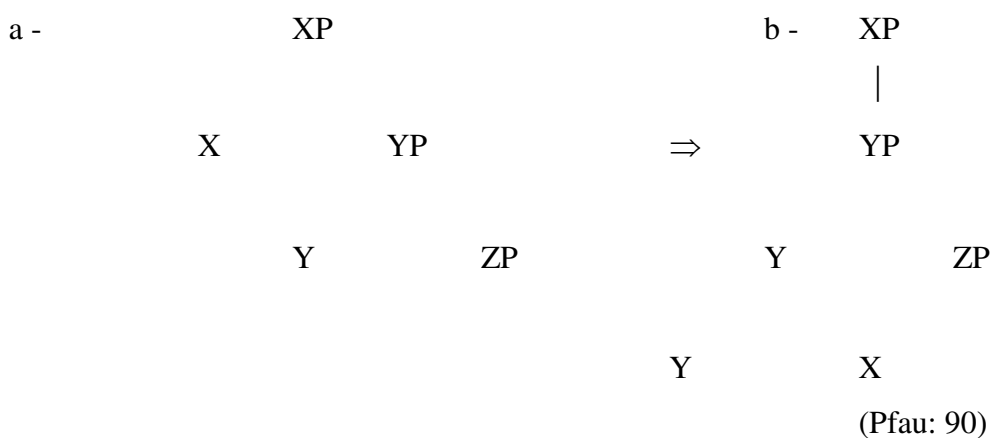 a - XP b - XP
|
X YP ⇒ YP
Y ZP Y ZP
Y X
(Pfau: 90)